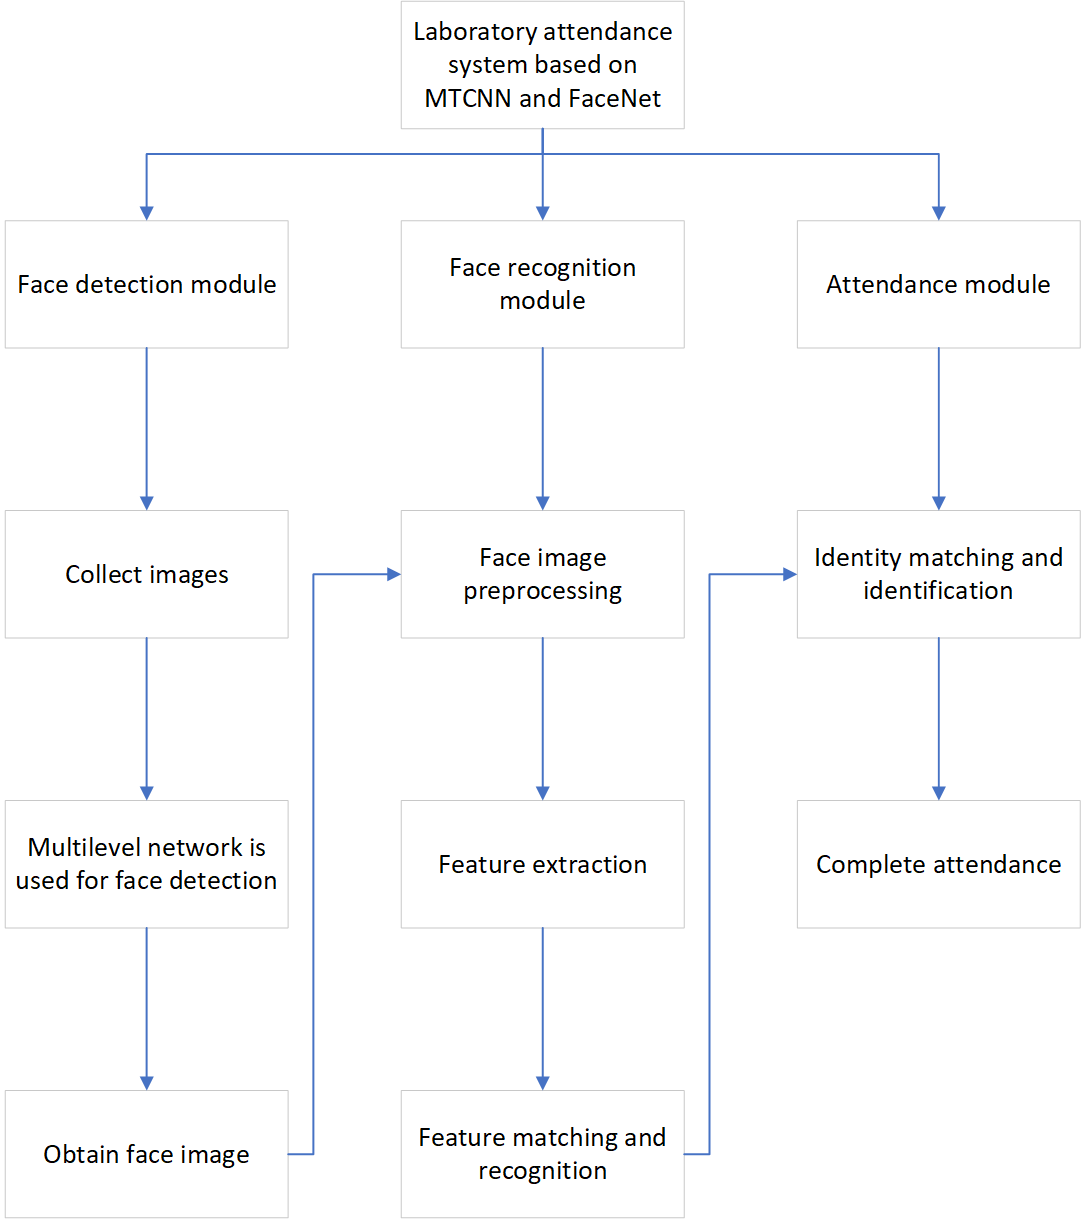 Laboratory attendance
system based on
MTCNN and FaceNet
Face detection module
Face recognition
module
Attendance module
Collect images
Face image
preprocessing
Identity matching and
identification
Multilevel network is
used for face detection
Feature extraction
Complete attendance
Obtain face image
Feature matching and
recognition